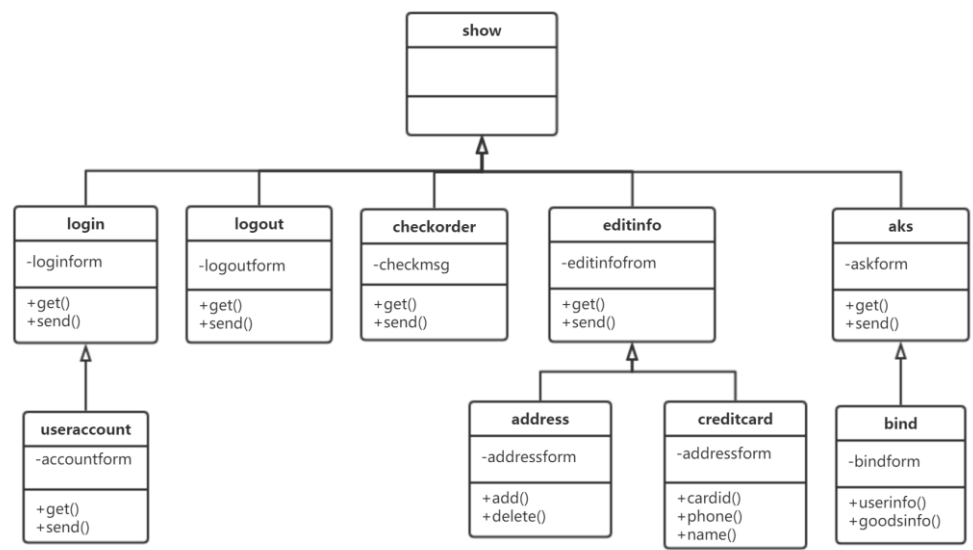 show
login
-loginform
+get()
+send()
logout
-logoutform
+get()
+send()
checkorder
-checkmsg
+get()
+send()
editinfo
-editinfofrom
+get()
+send()
aks
-askform
+get()
+send()
useraccount
-accountform
+get()
+send()
address
-addressform
+add()
+delete()
creditcard
-addressform
+cardid()
+phone()
+name()
bind
-bindform
+userinfo()
+goodsinfo()